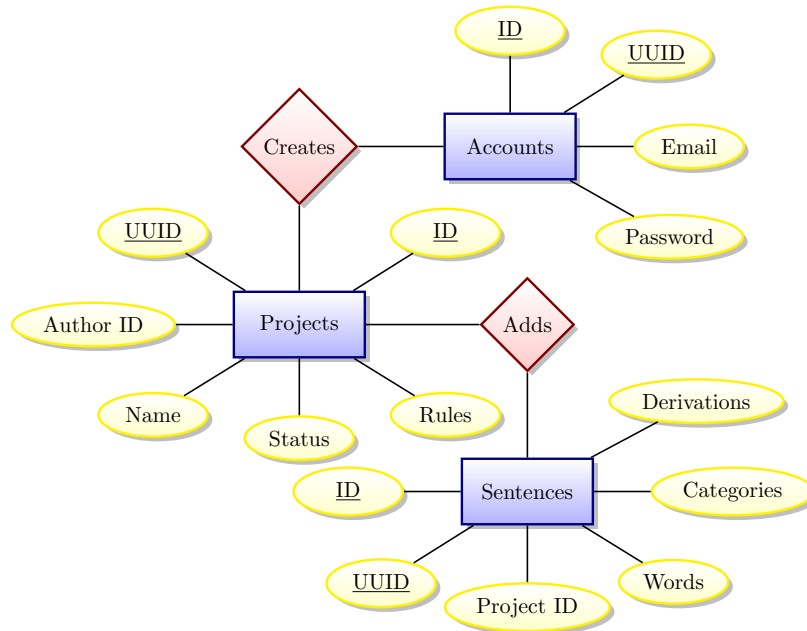 ID
UUID
Creates
Accounts
Email
UUID
ID
Password
Author ID
Projects
Adds
Name
Status
Rules
Derivations
ID
Sentences
Categories
UUID
Project ID
Words